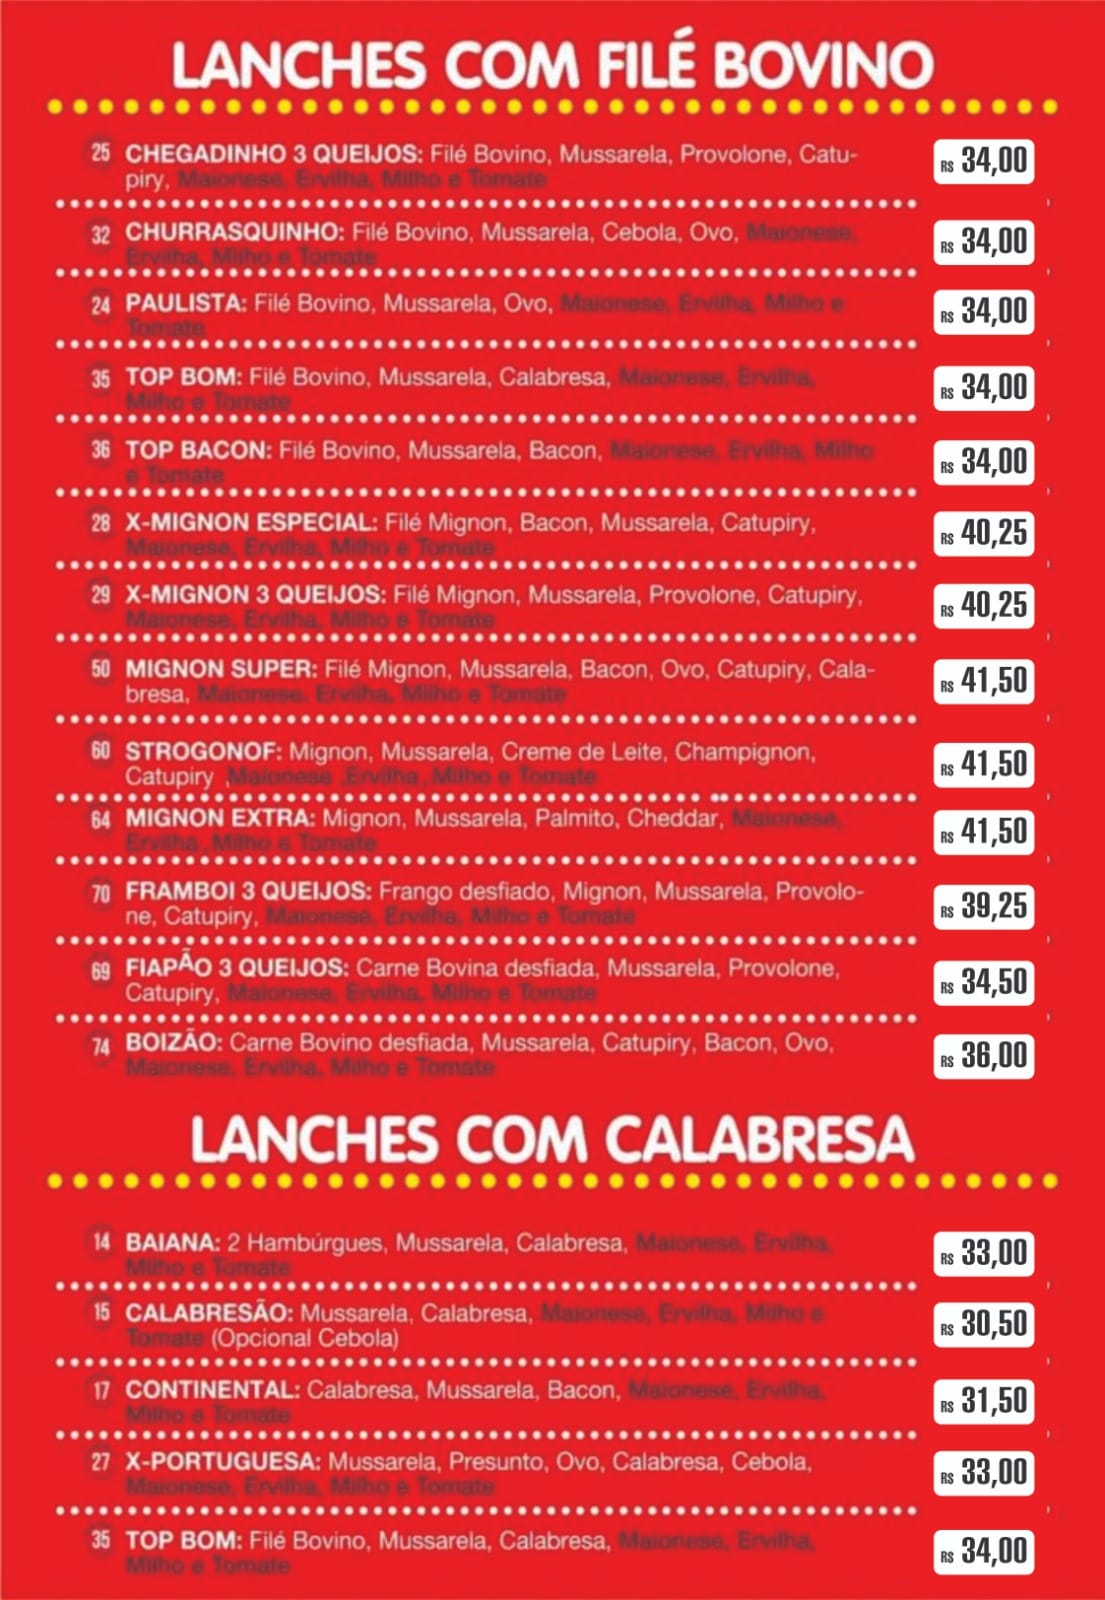 LANCHES COM FILÉ BOVINO
25 CHEGADINHO 3 QUEIJOS: Filé Bovino, Mussarela, Provolone, Catu- R$ 34,00
piry, Maionese, Ervilha, Milho e Tomate
32 CHURRASQUINHO: Filé Bovino, Mussarela, Cebola, Ovo, Maionese, R$ 34,00
Ervilha, Milho e Tomate
24 PAULISTA: Filé Bovino, Mussarela, Ovo, Maionese, Ervilha, Milho e R$ 34,00
Tomate
35 TOP BOM: Filé Bovino, Mussarela, Calabresa, Maionese, Ervilha, R$ 34,00
Milho e Tomate
36 TOP BACON: Filé Bovino, Mussarela, Bacon, Maionese, Ervilha, Milho R$ 34,00
e Tomate
28 X-MIGNON ESPECIAL: Filé Mignon, Bacon, Mussarela, Catupiry, R$ 40,25
Maionese, Ervilha, Milho e Tomate
29 X-MIGNON 3 QUEIJOS: Filé Mignon, Mussarela, Provolone, Catupiry, R$ 40,25
Maionese, Ervilha, Milho e Tomate
50 MIGNON SUPER: Filé Mignon, Mussarela, Bacon, Ovo, Catupiry, Cala- R$ 41,50
bresa, Maionese, Ervilha, Milho e Tomate
60 STROGONOF: Mignon, Mussarela, Creme de Leite, Champignon, R$ 41,50
Catupiry ,Maionese ,Ervilha ,Milho e Tomate
64 MIGNON EXTRA: Mignon, Mussarela, Palmito, Cheddar, Maionese, R$ 41,50
Ervilha ,Milho e Tomate
70 FRAMBOI 3 QUEIJOS: Frango desfiado, Mignon, Mussarela, Provolo- R$ 39,25
ne, Catupiry, Maionese, Ervilha, Milho e Tomate
69 FIAPÃO 3 QUEIJOS: Carne Bovina desfiada, Mussarela, Provolone, R$ 34,50
Catupiry, Maionese, Ervilha, Milho e Tomate
74 BOIZÃO: Carne Bovino desfiada, Mussarela, Catupiry, Bacon, Ovo, R$ 36,00
Maionese, Ervilha, Milho e Tomate
LANCHES COM CALABRESA
14 BAIANA: 2 Hambúrgues, Mussarela, Calabresa, Maionese, Ervilha, R$ 33,00
Milho e Tomate
15 CALABRESÃO: Mussarela, Calabresa, Maionese, Ervilha, Milho e R$ 30,50
Tomate (Opcional Cebola)
17 CONTINENTAL: Calabresa, Mussarela, Bacon, Maionese, Ervilha, R$ 31,50
Milho e Tomate
27 X-PORTUGUESA: Mussarela, Presunto, Ovo, Calabresa, Cebola, R$ 33,00
Maionese, Ervilha, Milho e Tomate
35 TOP BOM: Filé Bovino, Mussarela, Calabresa, Maionese, Ervilha, R$ 34,00
Milho e Tomate